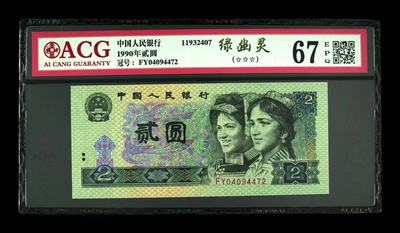 ACG
AI CANG GUARANTY
中国人民银行 11932407
1990年贰圆
冠号：FY04094472
绿幽灵
(☆☆☆)
67 EPQ
中国人民银行
2
贰圆
FY04094472
2
2